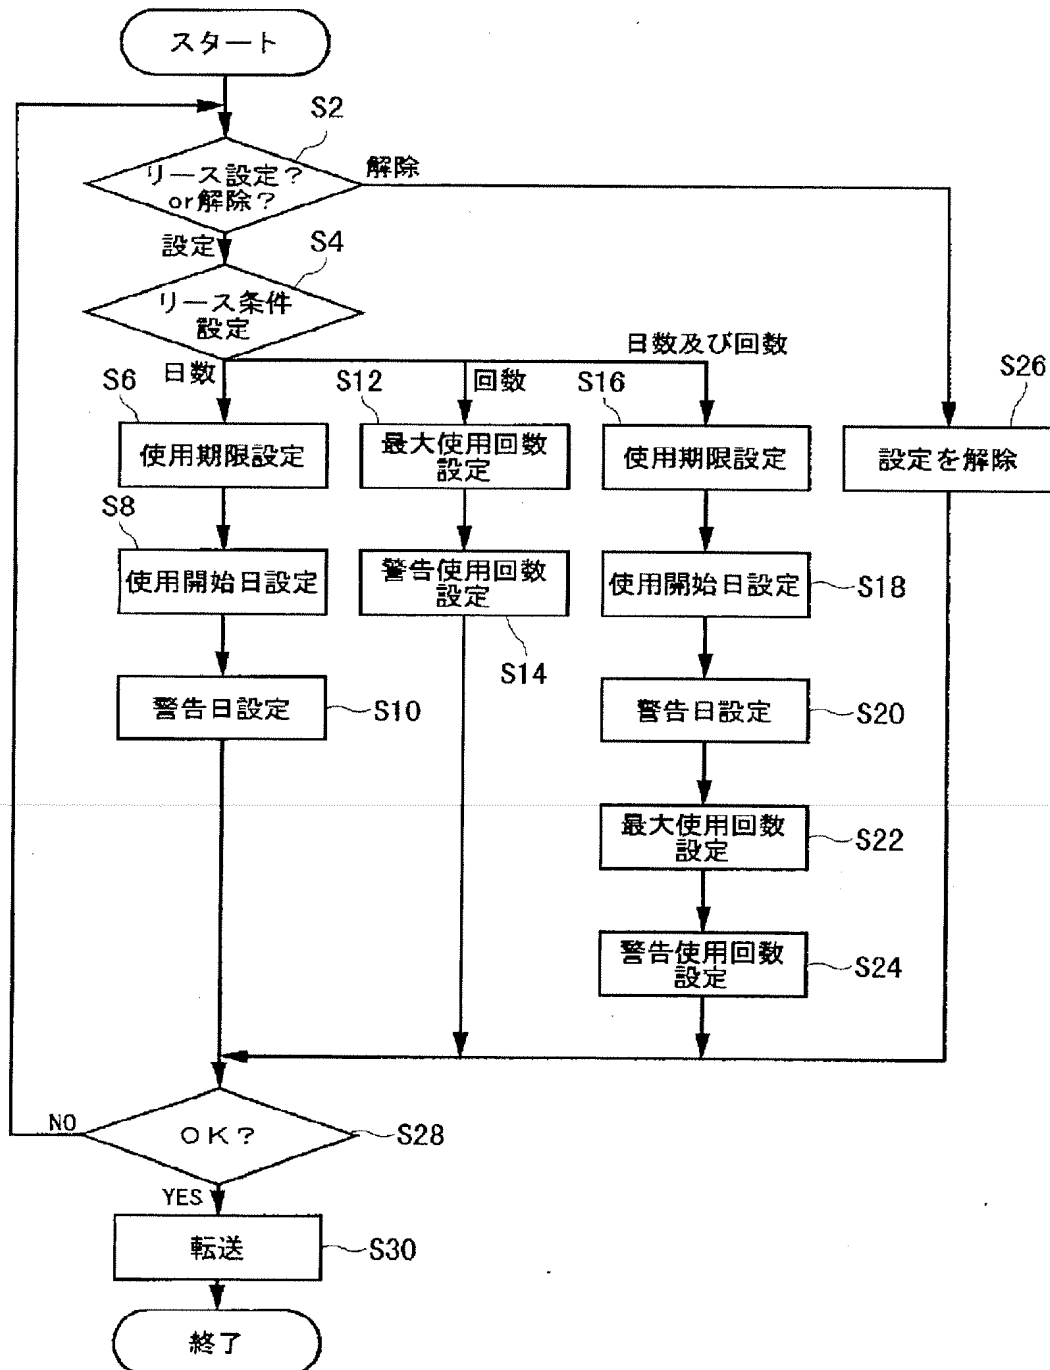 スタート
S2
リース設定?
or解除?
解除
設定
S4
リース条件
設定
日数
S12
回数
日数及び回数
S6
S16
S26
使用期限設定
最大使用回数
設定
使用期限設定
設定を解除
S8
使用開始日設定
警告使用回数
設定
使用開始日設定
S18
S14
警告日設定
S10
警告日設定
S20
最大使用回数
設定
S22
警告使用回数
設定
S24
NO
OK?
S28
YES
転送
S30
終了